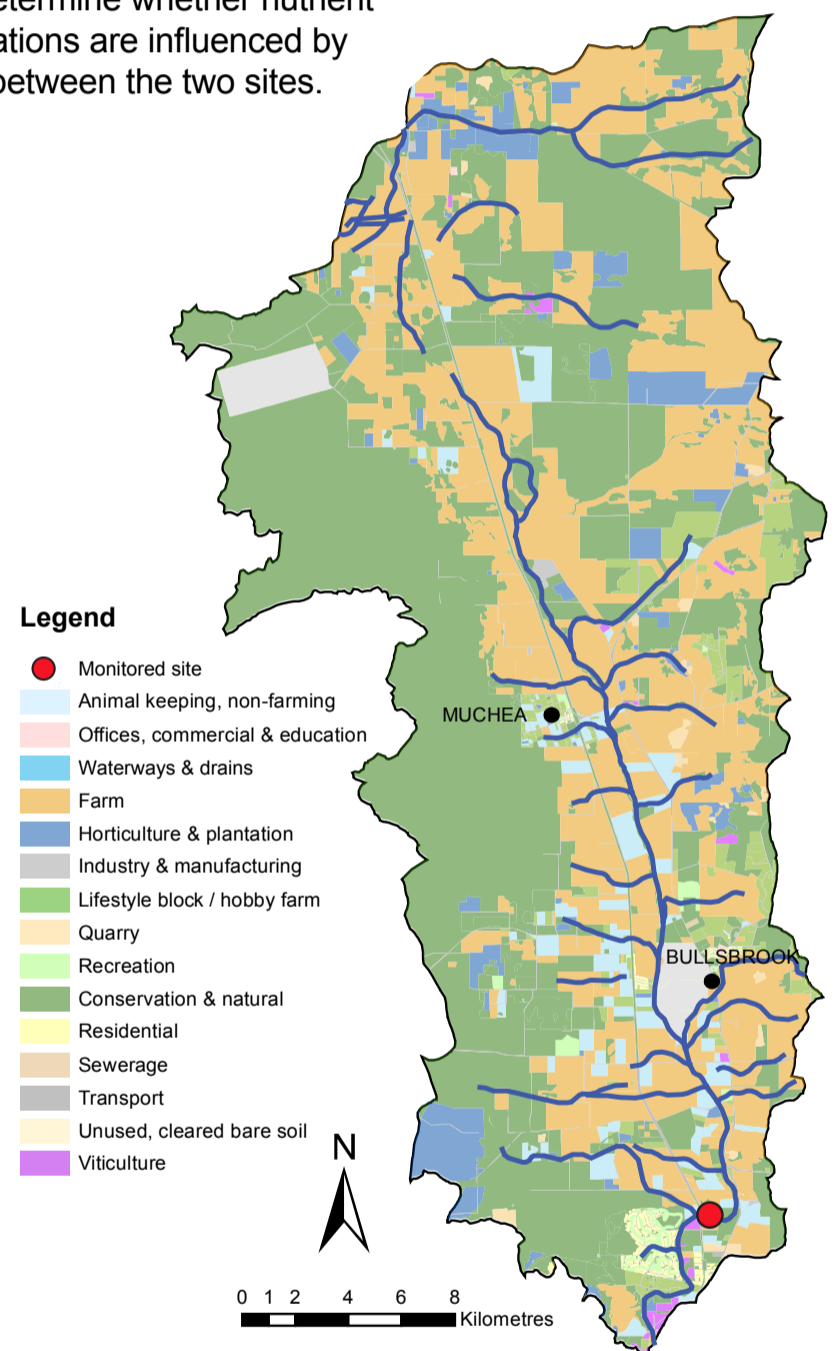 etermine whether nutrient
ations are influenced by
between the two sites.
MUCHEA
BULLSBROOK
Legend
Monitored site
Animal keeping, non-farming
Offices, commercial & education
Waterways & drains
Farm
Horticulture & plantation
Industry & manufacturing
Lifestyle block / hobby farm
Quarry
Recreation
Conservation & natural
Residential
Sewerage
Transport
Unused, cleared bare soil
Viticulture
N
0 1 2 4 6 8
Kilometres